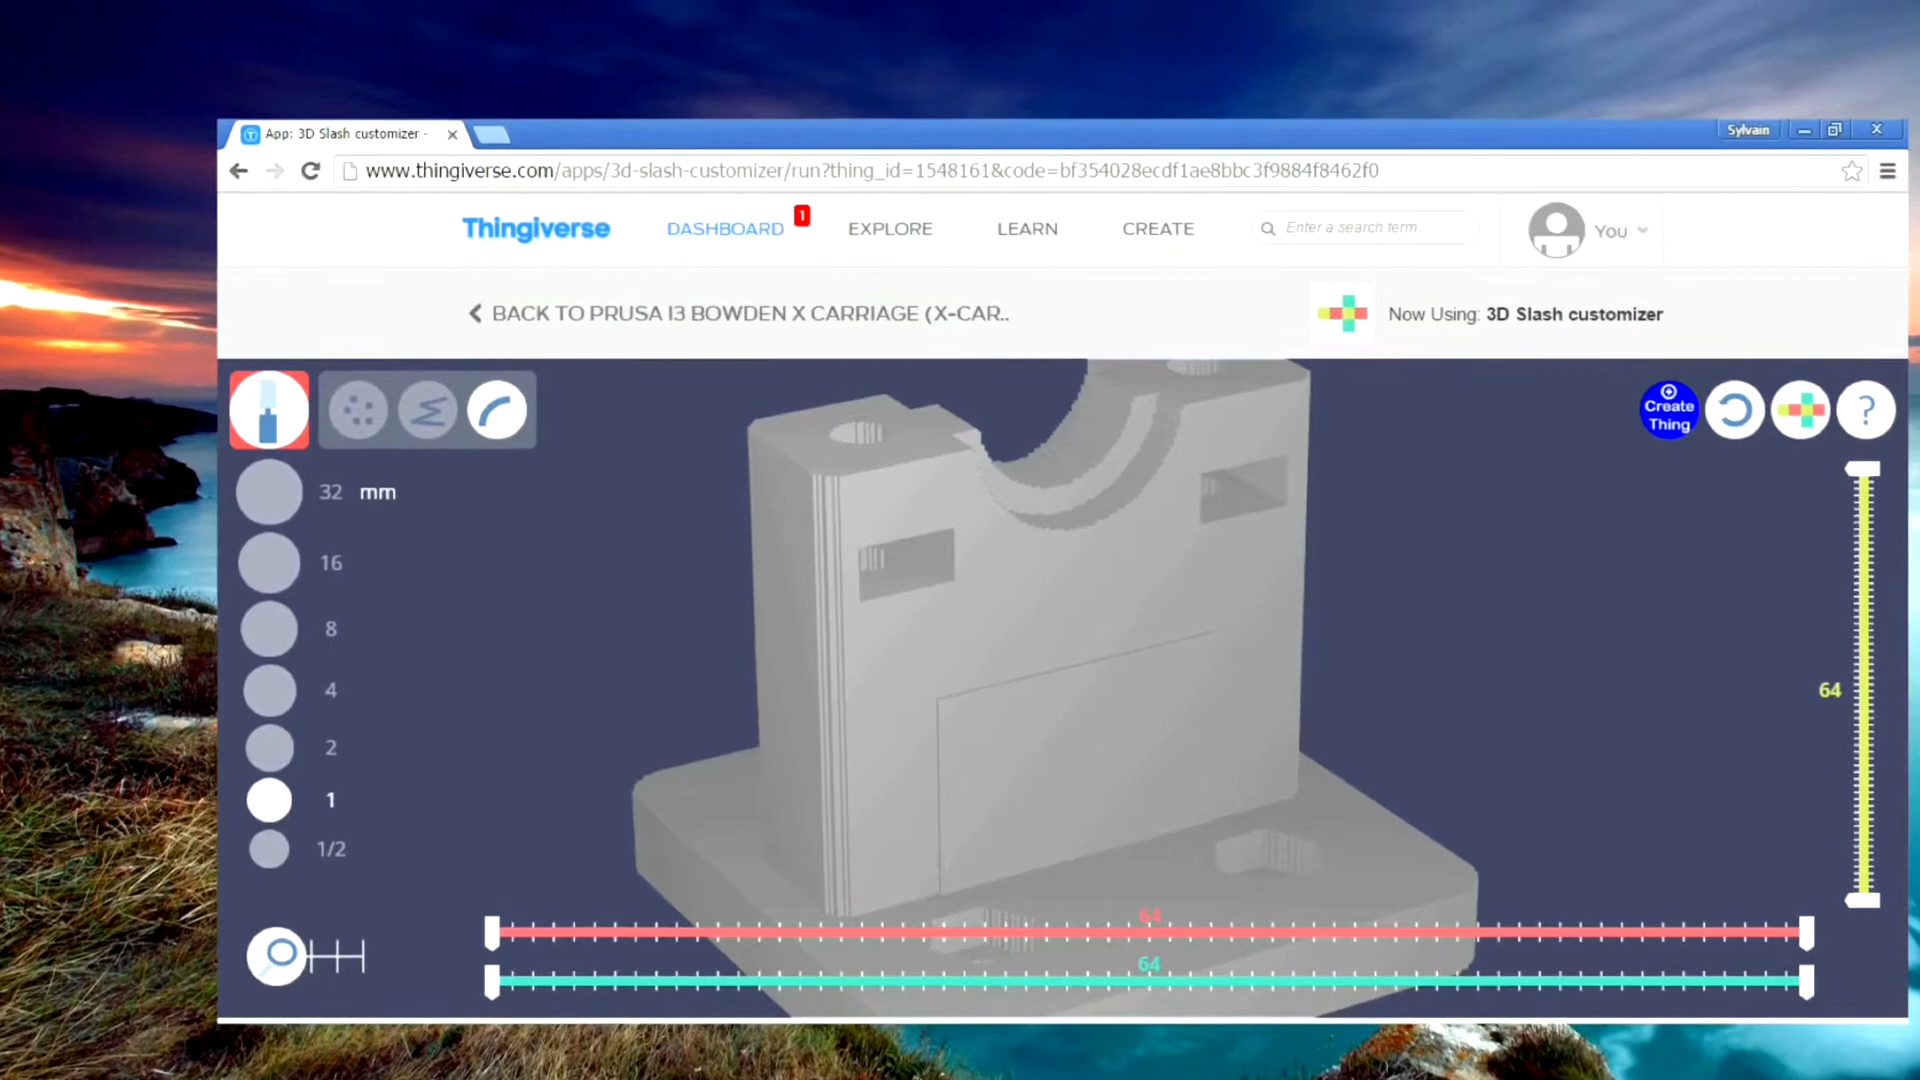 App: 3D Slash customizer -
Sylvain
www.thingiverse.com/apps/3d-slash-customizer/run?thing_id=1548161&code=bf354028ecdf1ae8bbc3f9884f8462f0
Thingiverse DASHBOARD 1 EXPLORE LEARN CREATE Enter a search term You
BACK TO PRUSA I3 BOWDEN X CARRIAGE (X-CAR..
Now Using: 3D Slash customizer
Create
Thing
?
32 mm
16
8
4
2
1
1/2
64
64
64